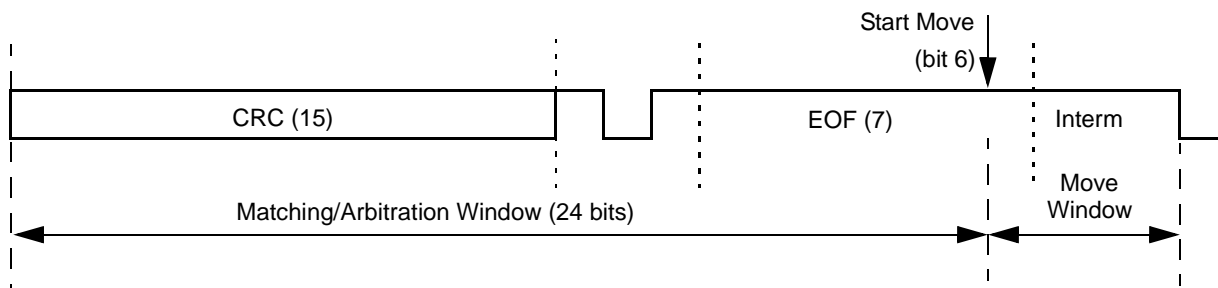 Start Move
(bit 6)
CRC (15)
EOF (7)
Interm
Matching/Arbitration Window (24 bits)
Move
Window